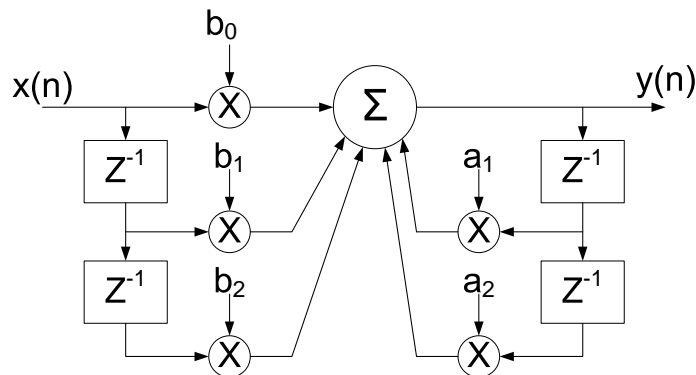 b₀
x(n) X Σ y(n)
Z⁻¹ b₁ a₁ Z⁻¹
X X
Z⁻¹ b₂ a₂ Z⁻¹
X X